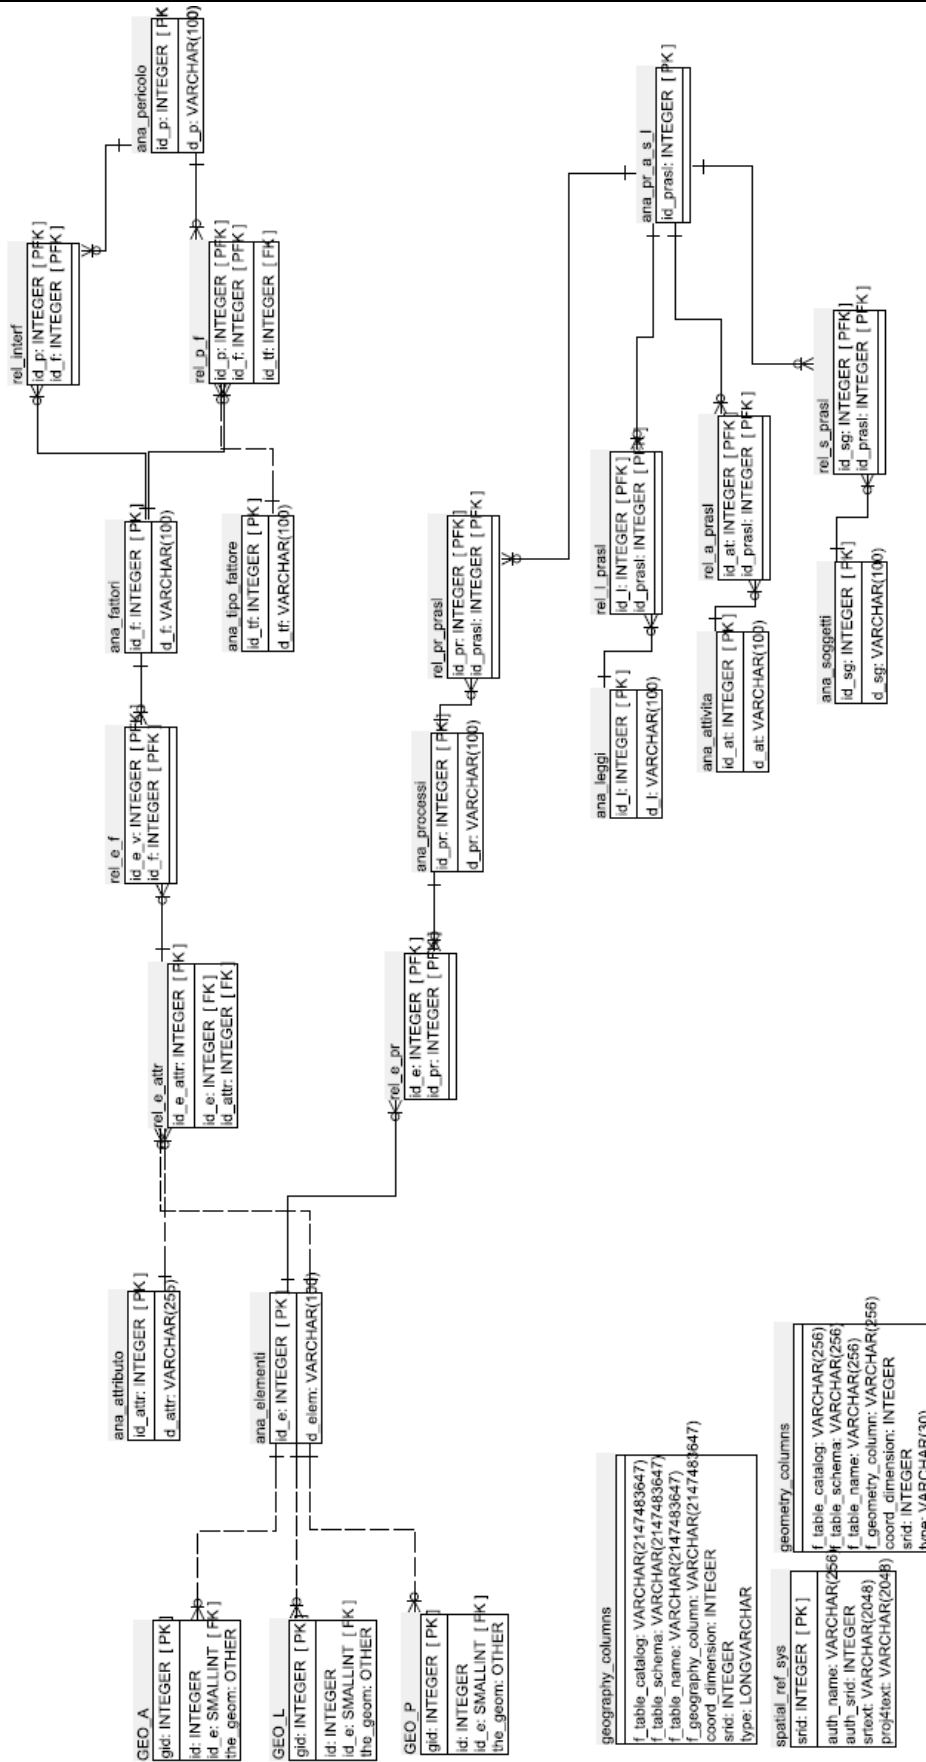 ana_pericolo
id_p: INTEGER [ PK
d_p: VARCHAR(100)
rel_interf
id_p: INTEGER [ PFK ]
id_f: INTEGER [ PFK ]
rel_p_f
id_p: INTEGER [ PFK ]
id_f: INTEGER [ PFK ]
id_tf: INTEGER [ FK ]
ana_fattori
id_f: INTEGER [ PK ]
d_f: VARCHAR(100)
ana_tipo_fattore
id_tf: INTEGER [ PK ]
d_tf: VARCHAR(100)
rel_e_f
id_e_v: INTEGER [ PFK ]
id_f: INTEGER [ PFK ]
rel_e_attr
id_e_attr: INTEGER [ PK ]
id_e: INTEGER [ FK ]
id_attr: INTEGER [ FK ]
ana_attributo
id_attr: INTEGER [ PK ]
d_attr: VARCHAR(255)
ana_elementi
id_e: INTEGER [ PK ]
d_elem: VARCHAR(100)
GEO_A
gid: INTEGER [ PK ]
id: INTEGER
id_e: SMALLINT [ FK ]
the_geom: OTHER
GEO_L
gid: INTEGER [ PK ]
id: INTEGER
id_e: SMALLINT [ FK ]
the_geom: OTHER
GEO_P
gid: INTEGER [ PK ]
id: INTEGER
id_e: SMALLINT [ FK ]
the_geom: OTHER
rel_e_pr
id_e: INTEGER [ PFK ]
id_pr: INTEGER [ PFK ]
ana_processi
id_pr: INTEGER [ PK ]
d_pr: VARCHAR(100)
rel_pr_prasl
id_pr: INTEGER [ PFK ]
id_prasl: INTEGER [ PFK ]
ana_pr_a_s_l
id_prasl: INTEGER [ PK ]
rel_l_prasl
id_l: INTEGER [ PFK ]
id_prasl: INTEGER [ PFK ]
ana_leggi
id_l: INTEGER [ PK ]
d_l: VARCHAR(100)
rel_a_prasl
id_at: INTEGER [ PFK ]
id_prasl: INTEGER [ PFK ]
ana_attivita
id_at: INTEGER [ PK ]
d_at: VARCHAR(100)
rel_s_prasl
id_sg: INTEGER [ PFK ]
id_prasl: INTEGER [ PFK ]
ana_soggetti
id_sg: INTEGER [ PK ]
d_sg: VARCHAR(100)
geography_columns
f_table_catalog: VARCHAR(2147483647)
f_table_schema: VARCHAR(2147483647)
f_table_name: VARCHAR(2147483647)
f_geography_column: VARCHAR(2147483647)
coord_dimension: INTEGER
srid: INTEGER
type: LONGVARCHAR
spatial_ref_sys
srid: INTEGER [ PK ]
auth_name: VARCHAR(256)
auth_srid: INTEGER
srtext: VARCHAR(2048)
proj4text: VARCHAR(2048)
geometry_columns
f_table_catalog: VARCHAR(256)
f_table_schema: VARCHAR(256)
f_table_name: VARCHAR(256)
f_geometry_column: VARCHAR(256)
coord_dimension: INTEGER
srid: INTEGER
type: VARCHAR(30)